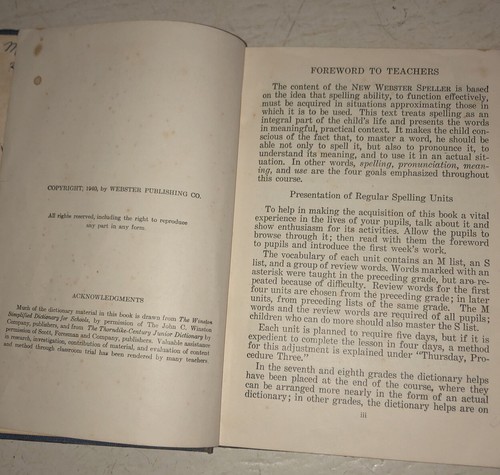 COPYRIGHT, 1940, by WEBSTER PUBLISHING CO.
All rights reserved, including the right to reproduce
any part in any form.
ACKNOWLEDGMENTS
Much of the dictionary material in this book is drawn from The Winston
Simplified Dictionary for Schools, by permission of The John C. Winston
Company, publishers, and from The Thorndike-Century Junior Dictionary by
permission of Scott, Foresman and Company, publishers. Valuable assistance
in research, investigation, contribution of material, and evaluation of content
and method through classroom trial has been rendered by many teachers
FOREWORD TO TEACHERS
The content of the NEW WEBSTER SPELLER is based
on the idea that spelling ability, to function effectively,
must be acquired in situations approximating those in
which it is to be used. This text treats spelling as an
integral part of the child's life and presents the words
in meaningful, practical context. It makes the child con-
scious of the fact that, to master a word, he should be
able not only to spell it, but also to pronounce it, to
understand its meaning, and to use it in an actual sit-
uation. In other words, spelling, pronunciation, mean-
ing, and use are the four goals emphasized throughout
this course.
Presentation of Regular Spelling Units
To help in making the acquisition of this book a vital
experience in the lives of your pupils, talk about it and
show enthusiasm for its activities. Allow the pupils to
browse through it; then read with them the foreword
to pupils and introduce the first week's work.
The vocabulary of each unit contains an M list, an S
list, and a group of review words. Words marked with an
asterisk were taught in the preceding grade, but are re-
peated because of difficulty. Review words for the first
four units are chosen from the preceding grade; in later
units, from preceding lists of the same grade. The M
words and the review words are required of all pupils;
children who can do more should also master the S list.
Each unit is planned to require five days, but if it is
expedient to complete the lesson in four days, a method
for this adjustment is explained under "Thursday, Pro-
cedure Three."
In the seventh and eighth grades the dictionary helps
have been placed at the end of the course, where they
can be arranged more nearly in the form of an actual
dictionary; in other grades, the dictionary helps are on
iii